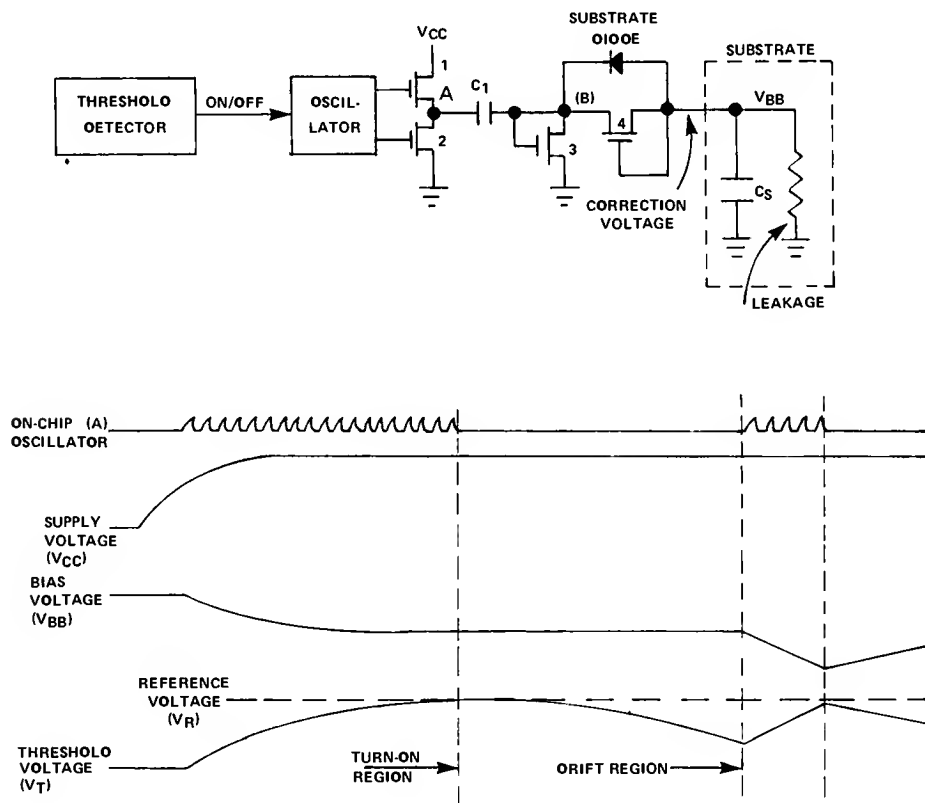 SUBSTRATE
OIOOE
VCC
1
SUBSTRATE
THRESHOLO
OETECTOR
ON/OFF
OSCIL-
LATOR
A
C1
(B)
4
VBB
2
3
CORRECTION
VOLTAGE
CS
LEAKAGE
ON-CHIP (A)
OSCILLATOR
SUPPLY
VOLTAGE
(VCC)
BIAS
VOLTAGE
(VBB)
REFERENCE
VOLTAGE
(VR)
THRESHOLO
VOLTAGE
(VT)
TURN-ON
REGION
ORIFT REGION